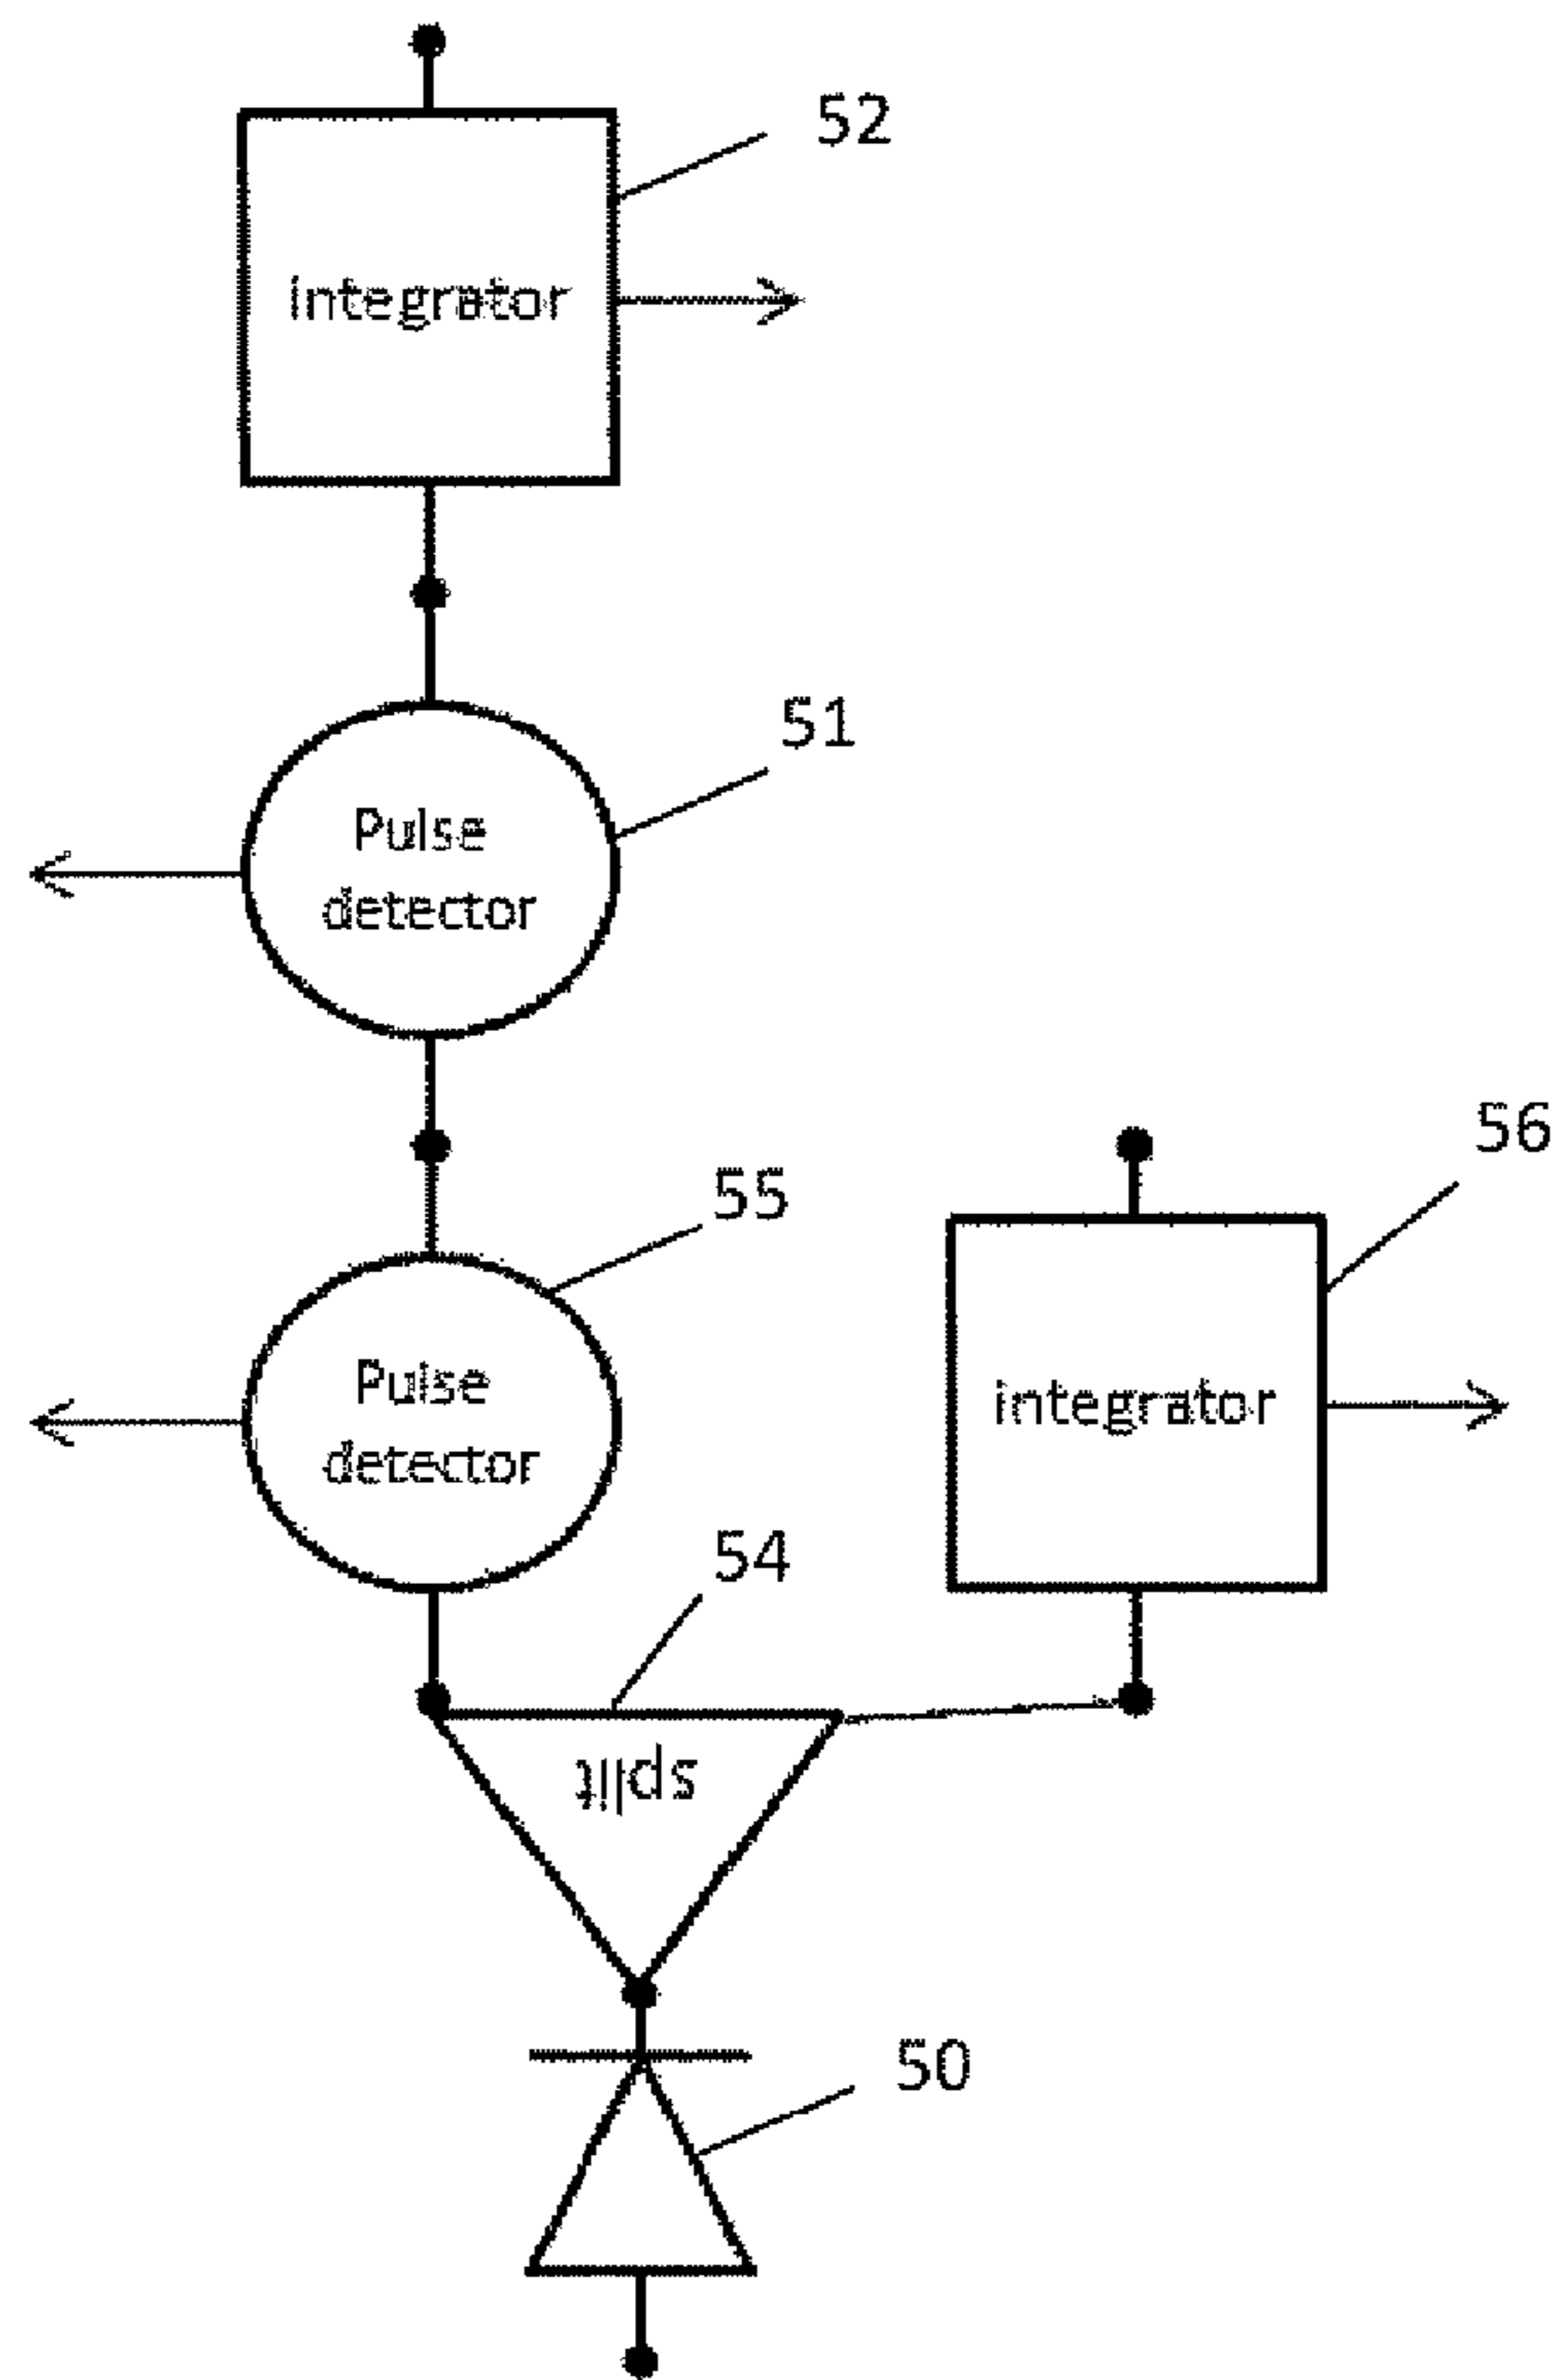 52
integrator
51
Pulse
detector
56
55
integrator
Pulse
detector
54
split
50